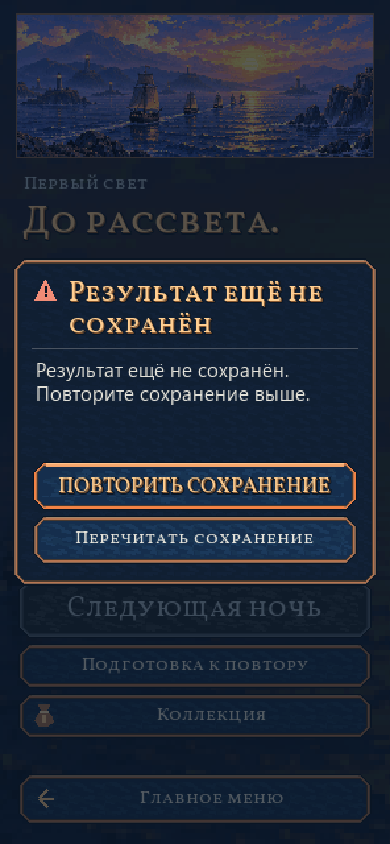 Первый свет
До рассвета.
Результат ещё не
сохранён
Результат ещё не сохранён.
Повторите сохранение выше.
Повторить сохранение
Перечитать сохранение
Следующая ночь
Подготовка к повтору
Коллекция
Главное меню